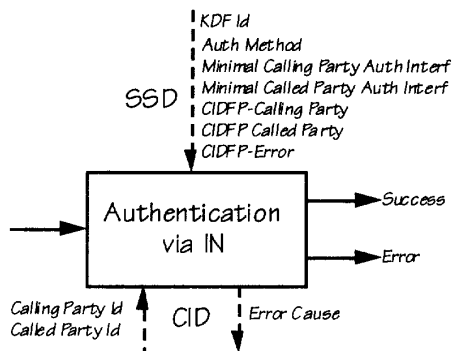 KDF Id
Auth Method
Minimal Calling Party Auth Interf
Minimal Called Party Auth Interf
SSD
CIDFP-Calling Party
CIDFP Called Party
CIDFP-Error
Authentication
via IN
Success
Error
Calling Party Id
Called Party Id
CID
Error Cause